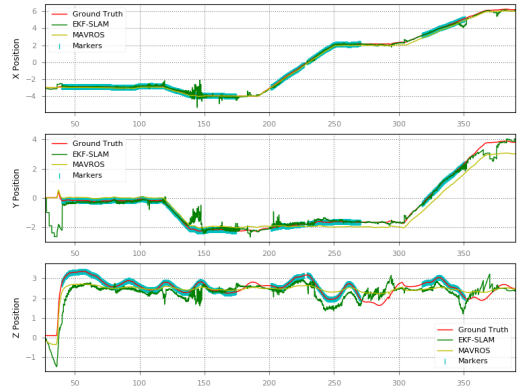 X Position
6
4
2
0
−2
−4
Ground Truth
EKF-SLAM
MAVROS
Markers
50
100
150
200
250
300
350
Y Position
4
2
0
−2
Ground Truth
EKF-SLAM
MAVROS
Markers
50
100
150
200
250
300
350
Z Position
3
2
1
0
−1
Ground Truth
EKF-SLAM
MAVROS
Markers
50
100
150
200
250
300
350